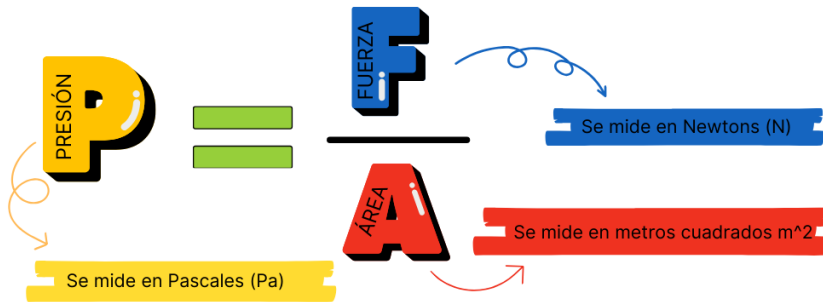 P
PRESIÓN
=
F
FUERZA
A
ÁREA
Se mide en Newtons (N)
Se mide en metros cuadrados m^2
Se mide en Pascales (Pa)